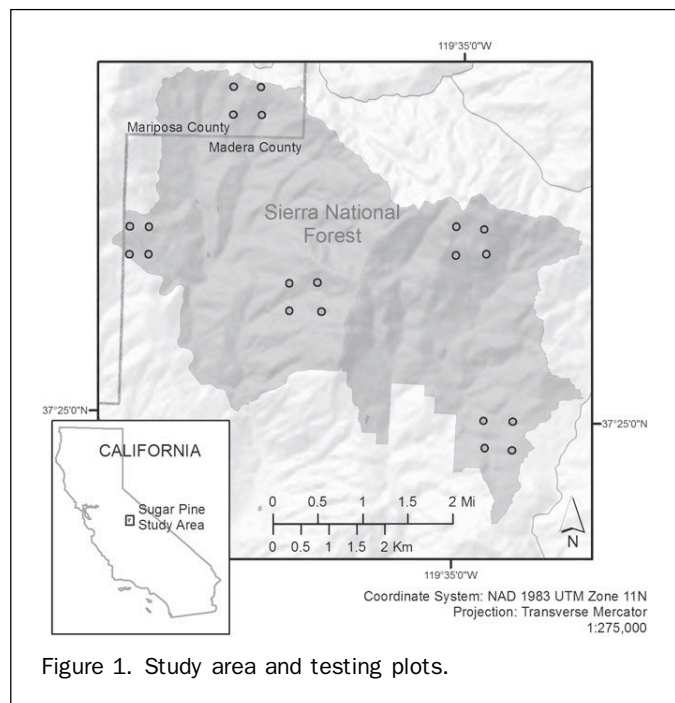 119°35'0"W
Mariposa County
Madera County
Sierra National
Forest
37°25'0"N
37°25'0"N
CALIFORNIA
Sugar Pine
Study Area
0 0.5 1 1.5 2 Mi
0 0.5 1 1.5 2 Km
N
119°35'0"W
Coordinate System: NAD 1983 UTM Zone 11N
Projection: Transverse Mercator
1:275,000
Figure 1. Study area and testing plots.